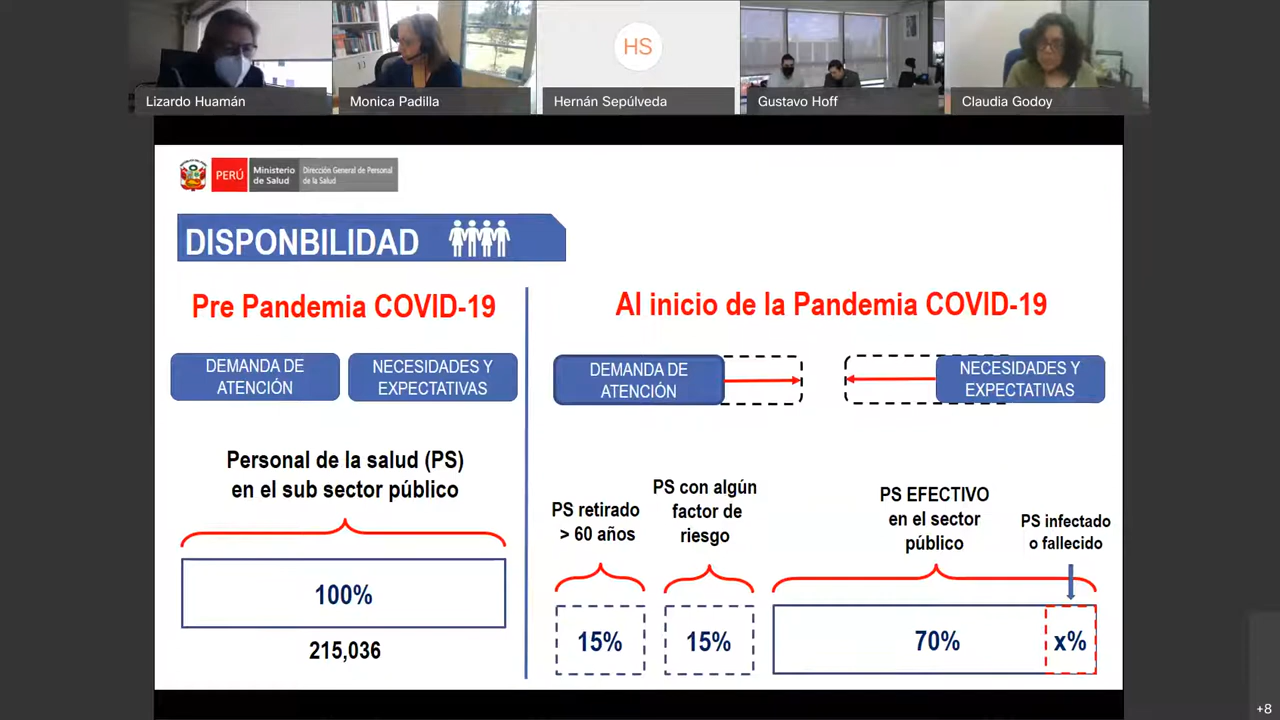 Lizardo Huamán
Monica Padilla
HS
Hernán Sepúlveda
Gustavo Hoff
Claudia Godoy
PERÚ
Ministerio
de Salud
Dirección General de Personal
de la Salud
DISPONBILIDAD
Pre Pandemia COVID-19
DEMANDA DE
ATENCIÓN
NECESIDADES Y
EXPECTATIVAS
Personal de la salud (PS)
en el sub sector público
100%
215,036
Al inicio de la Pandemia COVID-19
DEMANDA DE
ATENCIÓN
NECESIDADES Y
EXPECTATIVAS
PS retirado
> 60 años
PS con algún
factor de
riesgo
PS EFECTIVO
en el sector
público
PS infectado
o fallecido
15%
15%
70%
x%
+8